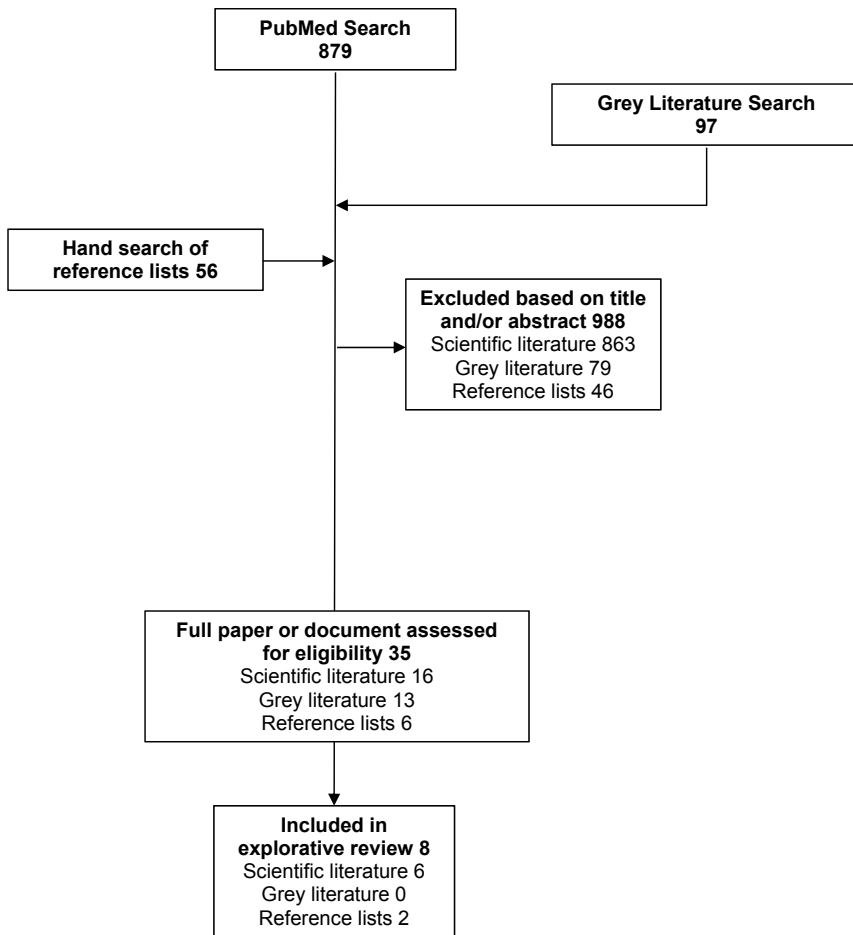 PubMed Search
879
Grey Literature Search
97
Hand search of
reference lists 56
Excluded based on title
and/or abstract 988
Scientific literature 863
Grey literature 79
Reference lists 46
Full paper or document assessed
for eligibility 35
Scientific literature 16
Grey literature 13
Reference lists 6
Included in
explorative review 8
Scientific literature 6
Grey literature 0
Reference lists 2